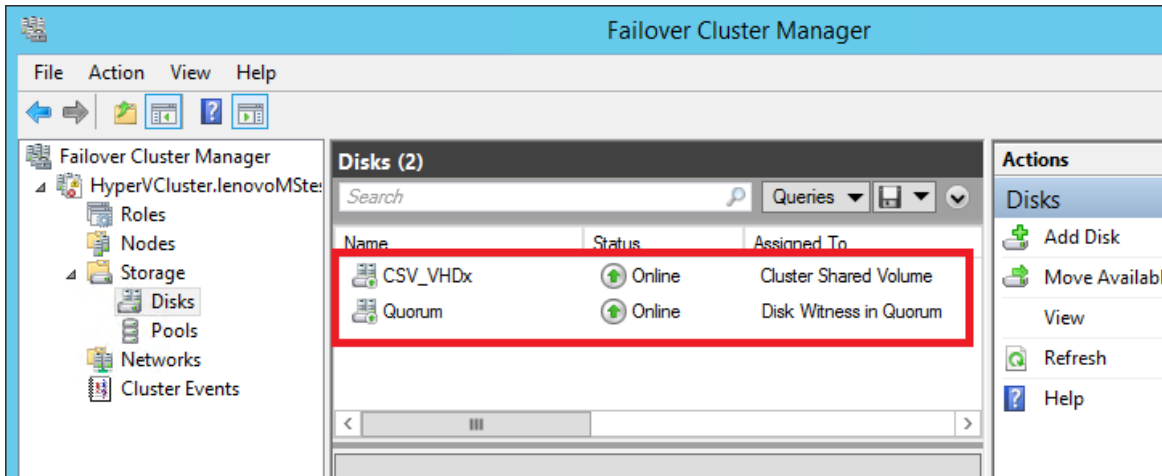 Failover Cluster Manager
File Action View Help
Failover Cluster Manager
HyperVCluster.lenovoMStes
Roles
Nodes
Storage
Disks
Pools
Networks
Cluster Events
Disks (2)
Search Queries
Name Status Assigned To
CSV_VHDx Online Cluster Shared Volume
Quorum Online Disk Witness in Quorum
Actions
Disks
Add Disk
Move Availabl
View
Refresh
Help